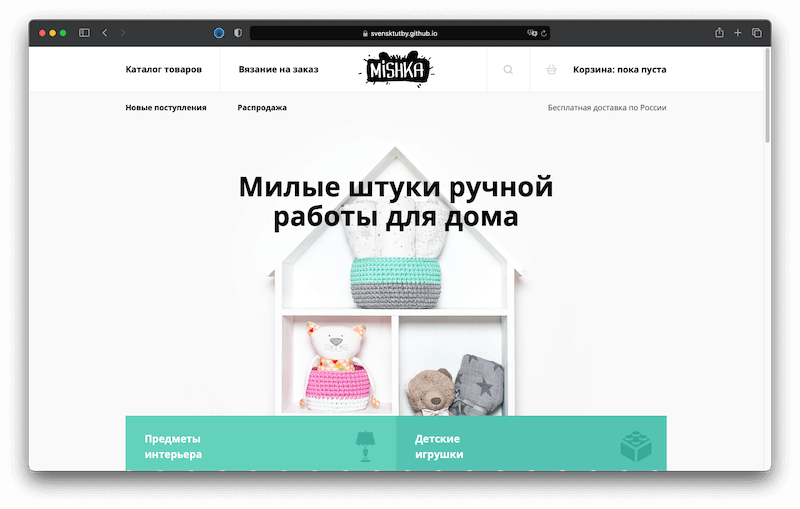 svensktutby.github.io
Каталог товаров
Вязание на заказ
MiSHKA
Корзина: пока пуста
Новые поступления
Распродажа
Бесплатная доставка по России
Милые штуки ручной
работы для дома
Предметы
интерьера
Детские
игрушки